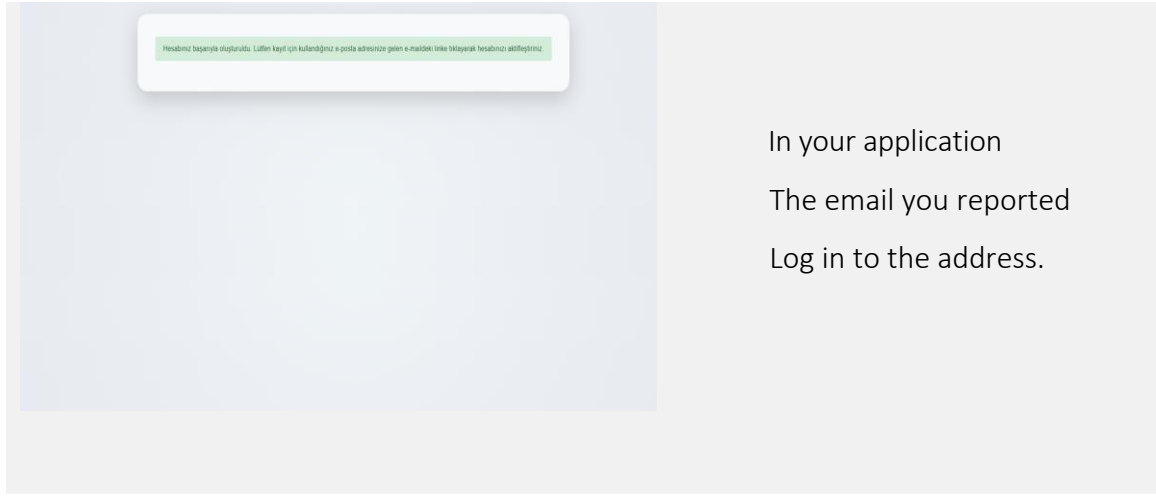 Hesabınız başarıyla oluşturuldu. Lütfen kayıt için kullandığınız e-posta adresinize gelen e-maildeki linke tıklayarak hesabınızı aktifleştiriniz.
In your application
The email you reported
Log in to the address.